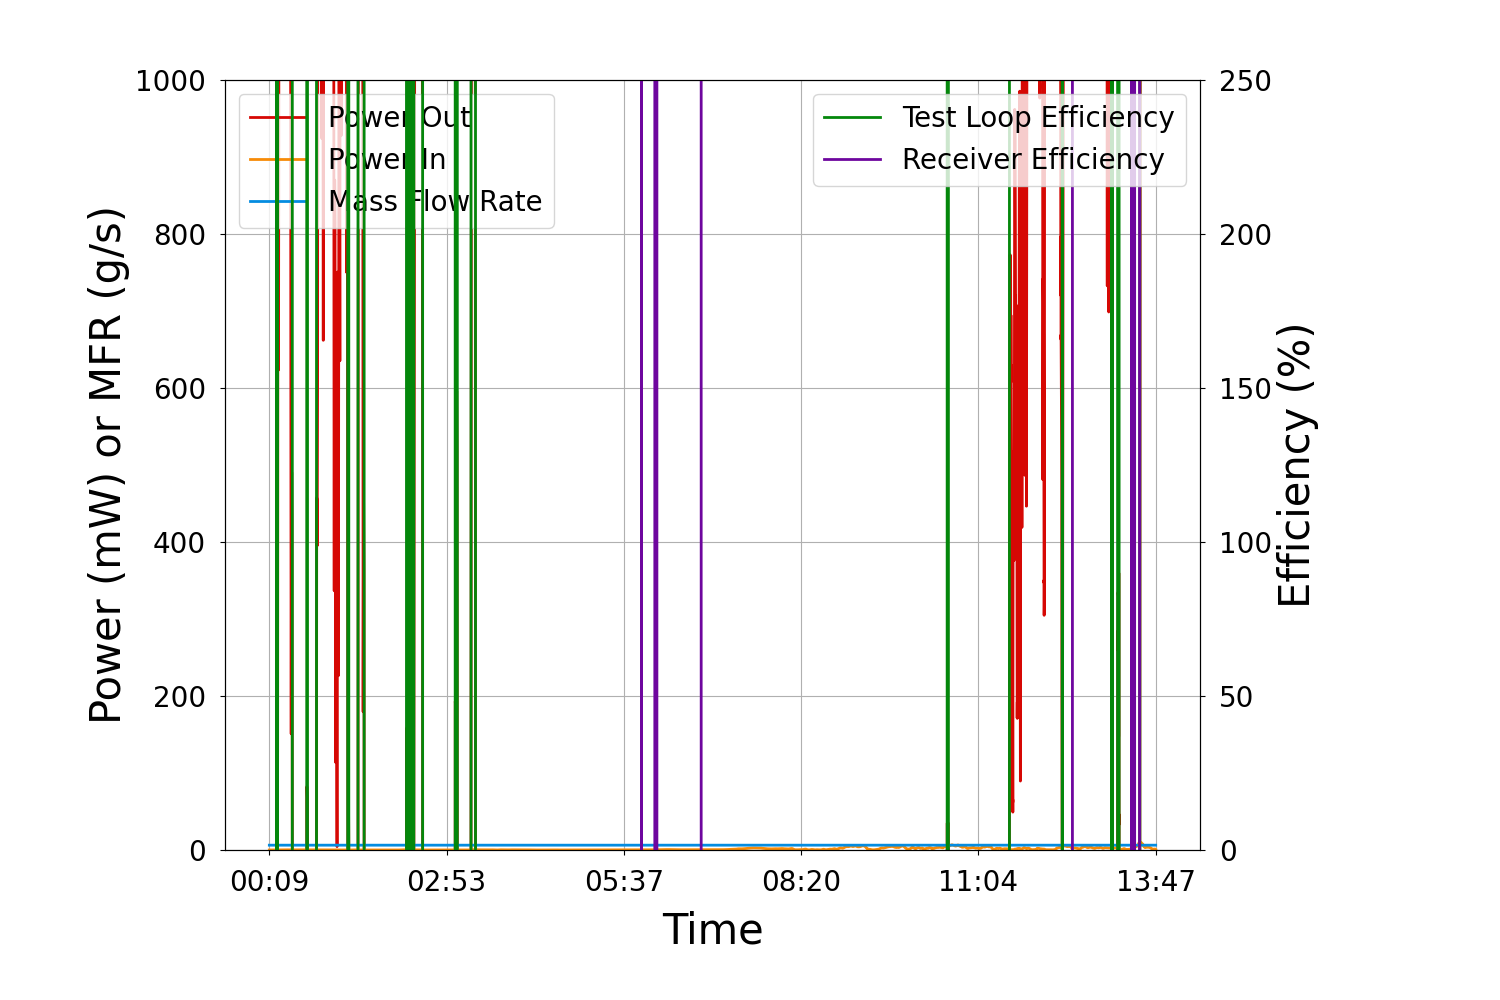 1000
800
600
400
200
0
Power (mW) or MFR (g/s)
Power Out
Power In
Mass Flow Rate
Test Loop Efficiency
Receiver Efficiency
250
200
150
100
50
0
Efficiency (%)
00:09 02:53 05:37 08:20 11:04 13:47
Time